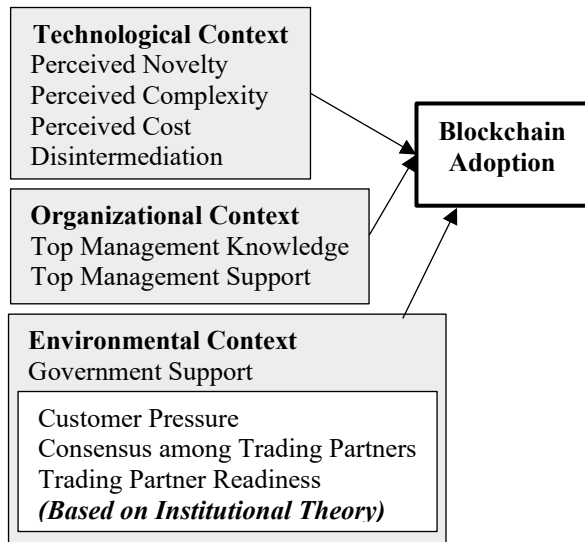 Technological Context
Perceived Novelty
Perceived Complexity
Perceived Cost
Disintermediation
Blockchain
Adoption
Organizational Context
Top Management Knowledge
Top Management Support
Environmental Context
Government Support
Customer Pressure
Consensus among Trading Partners
Trading Partner Readiness
(Based on Institutional Theory)